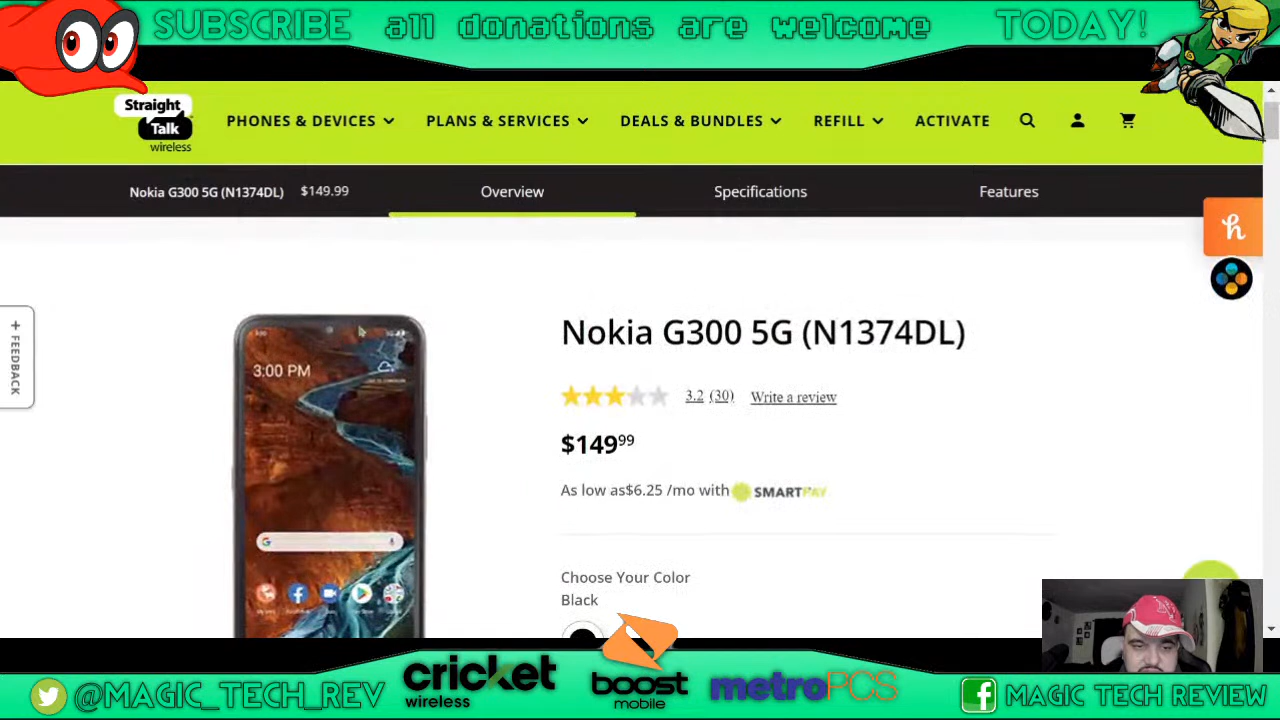 SUBSCRIBE all donations are welcome TODAY!
Straight
Talk
wireless
PHONES & DEVICES PLANS & SERVICES DEALS & BUNDLES REFILL ACTIVATE
Nokia G300 5G (N1374DL) $149.99 Overview Specifications Features
h
+ FEEDBACK
3:00 PM
G
Nokia G300 5G (N1374DL)
3.2 (30) Write a review
$14999
As low as$6.25 /mo with SMARTPAY
Choose Your Color
Black
@MAGIC_TECH_REV
cricket
wireless
boost
mobile
metroPCS
f MAGIC TECH REVIEW